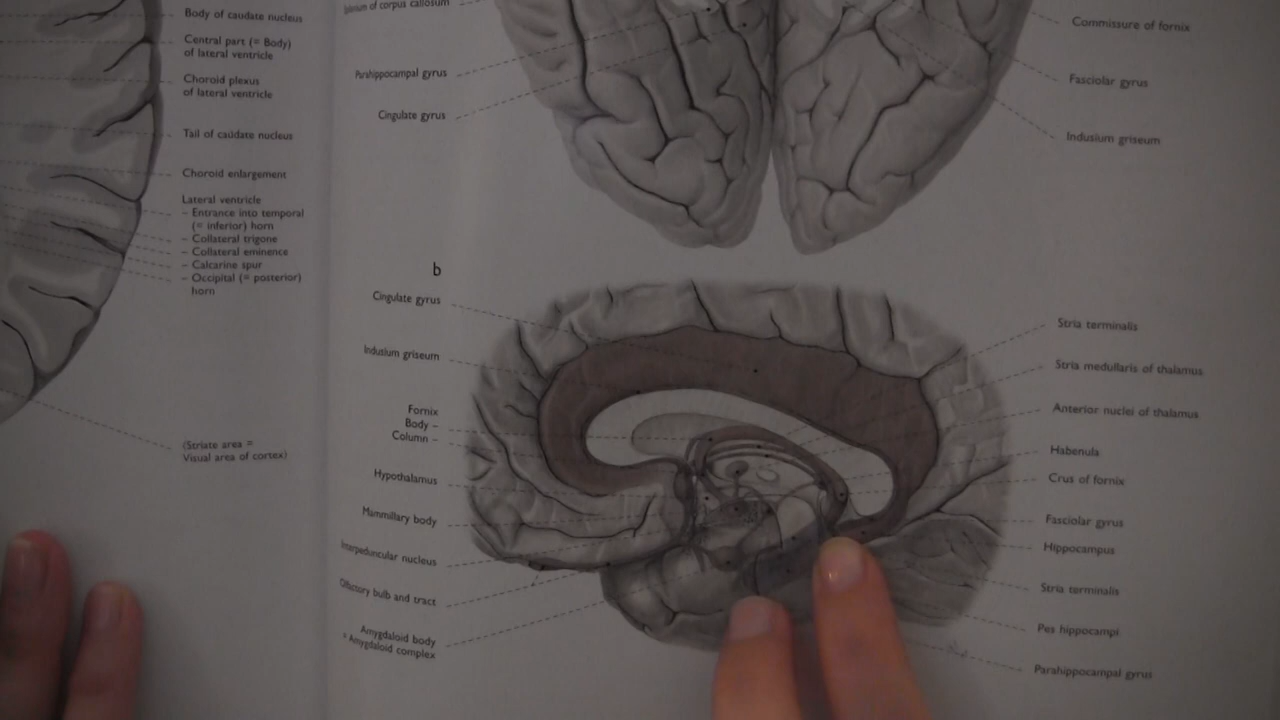 Body of caudate nucleus
Central part (= Body)
of lateral ventricle
Choroid plexus
of lateral ventricle
Tail of caudate nucleus
Choroid enlargement
Lateral ventricle
– Entrance into temporal
(= inferior) horn
– Collateral trigone
– Collateral eminence
– Calcarine spur
– Occipital (= posterior)
horn
(Striate area =
Visual area of cortex)
of corpus callosum
Parahippocampal gyrus
Cingulate gyrus
Commissure of fornix
Fasciolar gyrus
Indusium griseum
b
Cingulate gyrus
Indusium griseum
Fornix
Body –
Column –
Hypothalamus
Mammillary body
Interpeduncular nucleus
Olfactory bulb and tract
Amygdaloid body
= Amygdaloid complex
Stria terminalis
Stria medullaris of thalamus
Anterior nuclei of thalamus
Habenula
Crus of fornix
Fasciolar gyrus
Hippocampus
Stria terminalis
Pes hippocampi
Parahippocampal gyrus